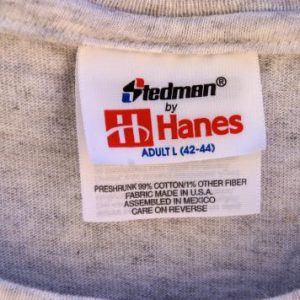 Stedman®
by
Hanes
ADULT L (42-44)
PRESHRUNK 99% COTTON/1% OTHER FIBER
FABRIC MADE IN U.S.A.
ASSEMBLED IN MEXICO
CARE ON REVERSE